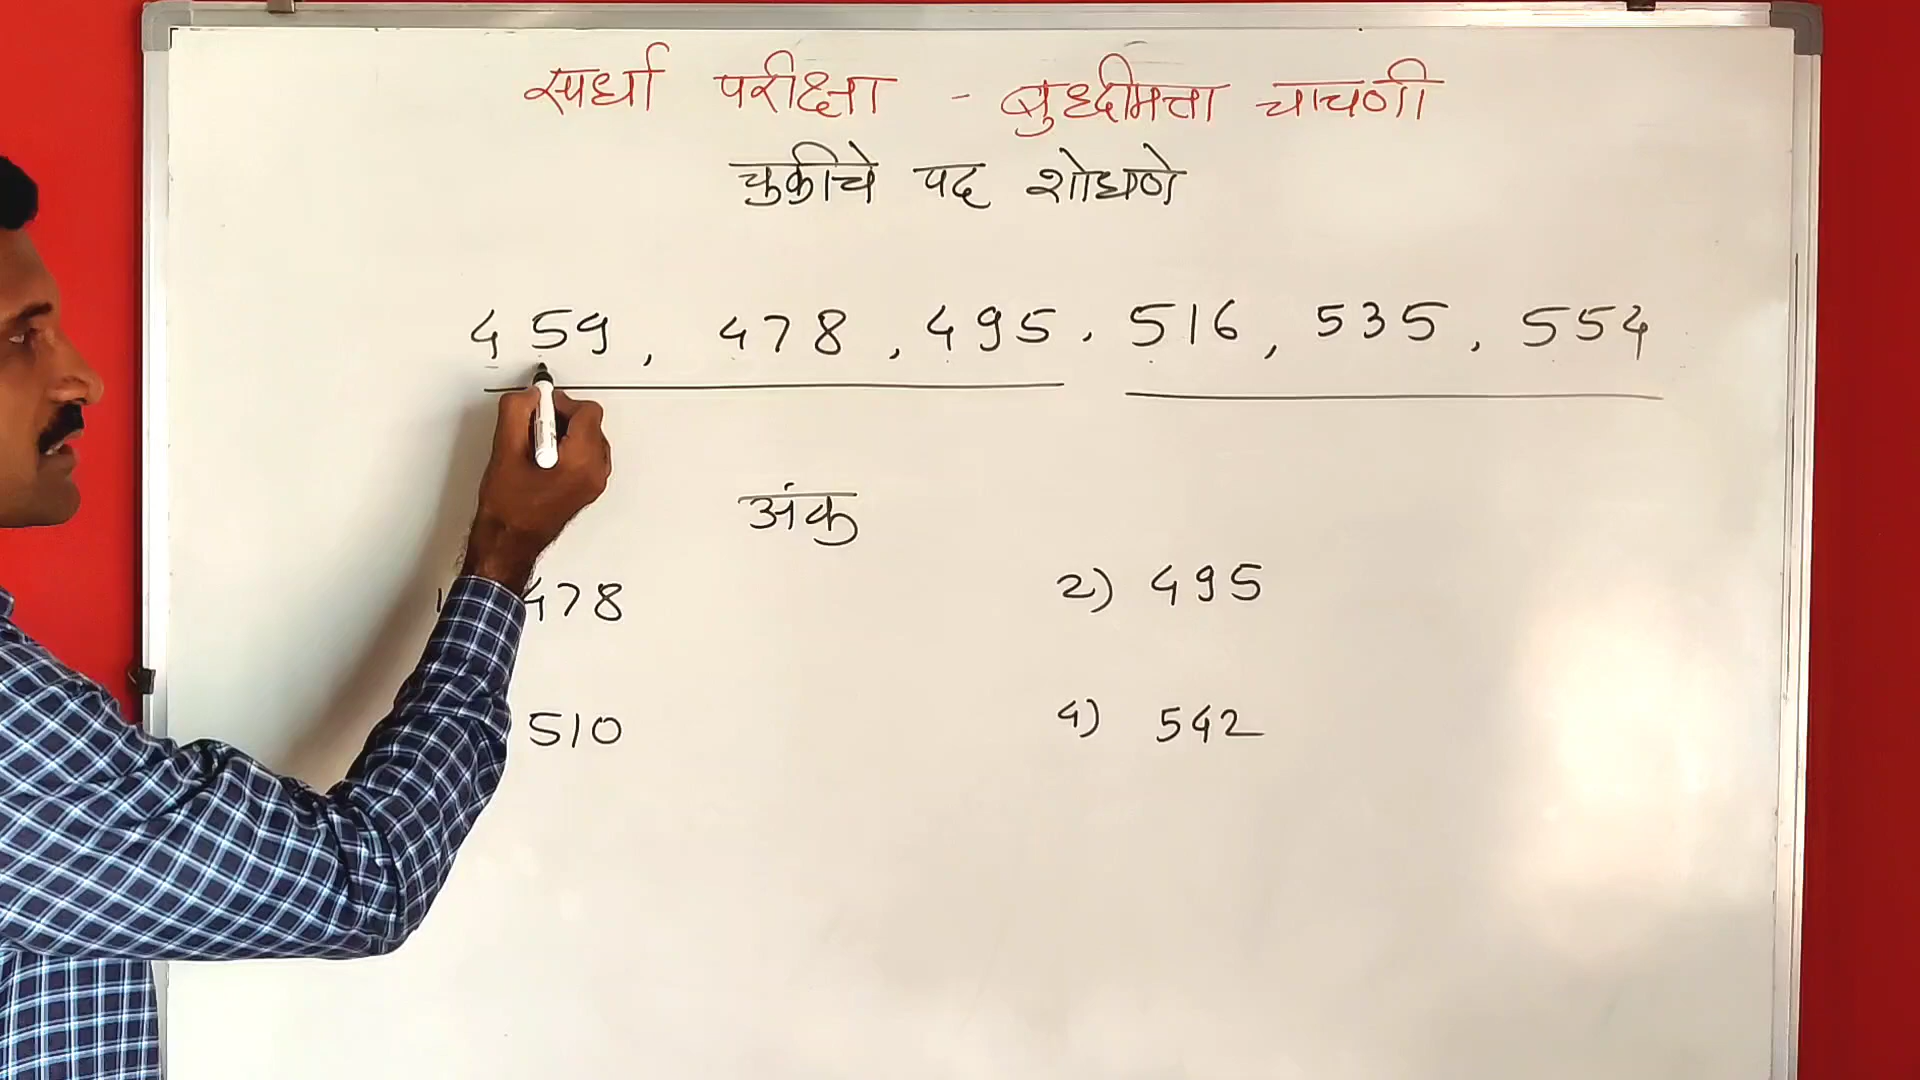 स्पर्धा परीक्षा - बुध्दीमत्ता चाचणी
चुकीचे पद शोधणे
459, 478, 495, 516, 535, 554
अंक
478 2) 495
510 4) 542